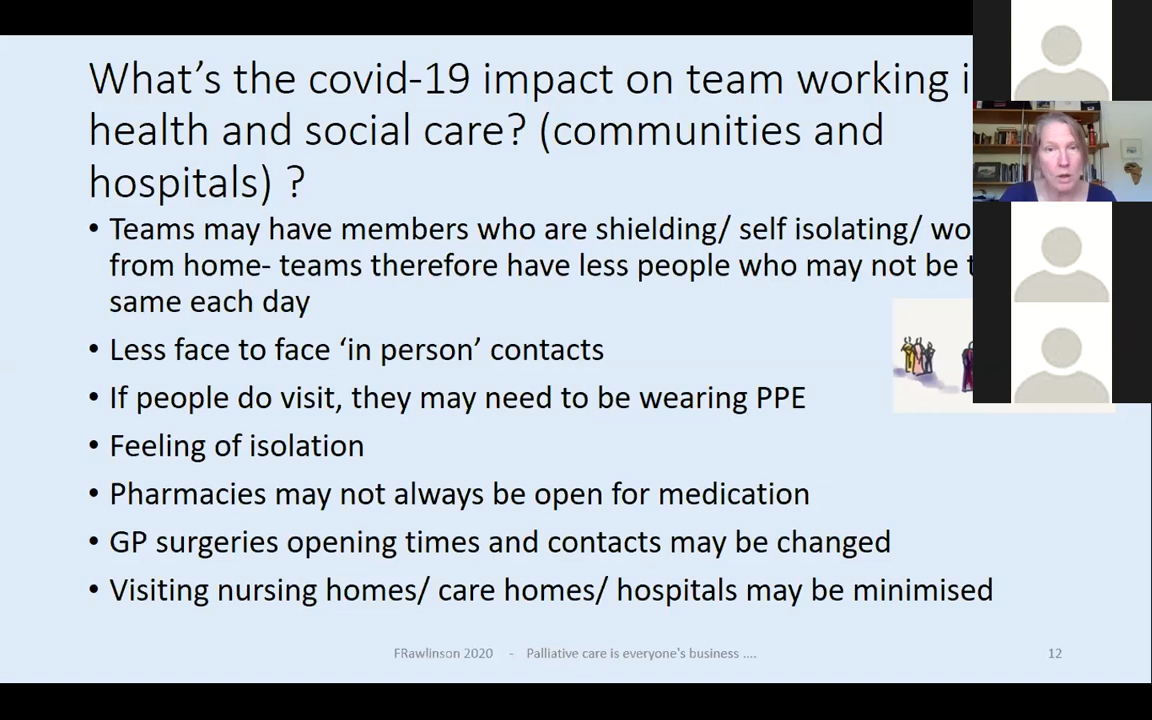 What's the covid-19 impact on team working
health and social care? (communities and
hospitals) ?
• Teams may have members who are shielding/ self isolating/
from home- teams therefore have less people who may not be
same each day
• Less face to face ‘in person’ contacts
• If people do visit, they may need to be wearing PPE
• Feeling of isolation
• Pharmacies may not always be open for medication
• GP surgeries opening times and contacts may be changed
• Visiting nursing homes/ care homes/ hospitals may be minimised
FRawlinson 2020 - Palliative care is everyone's business .... 12